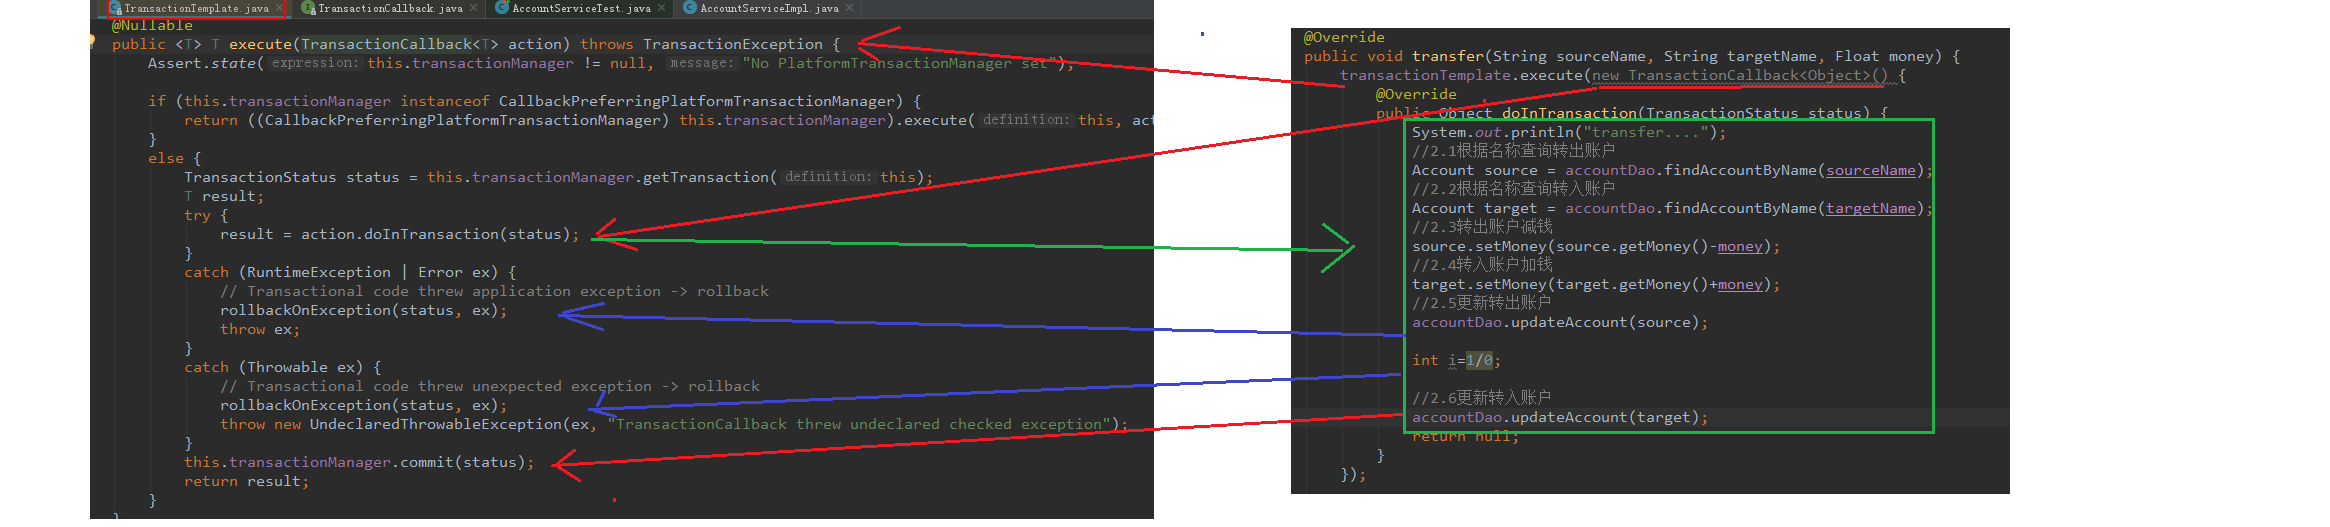 TransactionTemplate.java × TransactionCallback.java × AccountServiceTest.java × AccountServiceImpl.java ×
@Nullable
public <T> T execute(TransactionCallback<T> action) throws TransactionException {
Assert.state( expression: this.transactionManager != null, message: "No PlatformTransactionManager set");
if (this.transactionManager instanceof CallbackPreferringPlatformTransactionManager) {
return ((CallbackPreferringPlatformTransactionManager) this.transactionManager).execute( definition: this, act
}
else {
TransactionStatus status = this.transactionManager.getTransaction( definition: this);
T result;
try {
result = action.doInTransaction(status);
}
catch (RuntimeException | Error ex) {
// Transactional code threw application exception -> rollback
rollbackOnException(status, ex);
throw ex;
}
catch (Throwable ex) {
// Transactional code threw unexpected exception -> rollback
rollbackOnException(status, ex);
throw new UndeclaredThrowableException(ex, "TransactionCallback threw undeclared checked exception");
}
this.transactionManager.commit(status);
return result;
}
}
@Override
public void transfer(String sourceName, String targetName, Float money) {
transactionTemplate.execute(new TransactionCallback<Object>() {
@Override
public Object doInTransaction(TransactionStatus status) {
System.out.println("transfer....");
//2.1根据名称查询转出账户
Account source = accountDao.findAccountByName(sourceName);
//2.2根据名称查询转入账户
Account target = accountDao.findAccountByName(targetName);
//2.3转出账户减钱
source.setMoney(source.getMoney()-money);
//2.4转入账户加钱
target.setMoney(target.getMoney()+money);
//2.5更新转出账户
accountDao.updateAccount(source);
int i=1/0;
//2.6更新转入账户
accountDao.updateAccount(target);
return null;
}
});